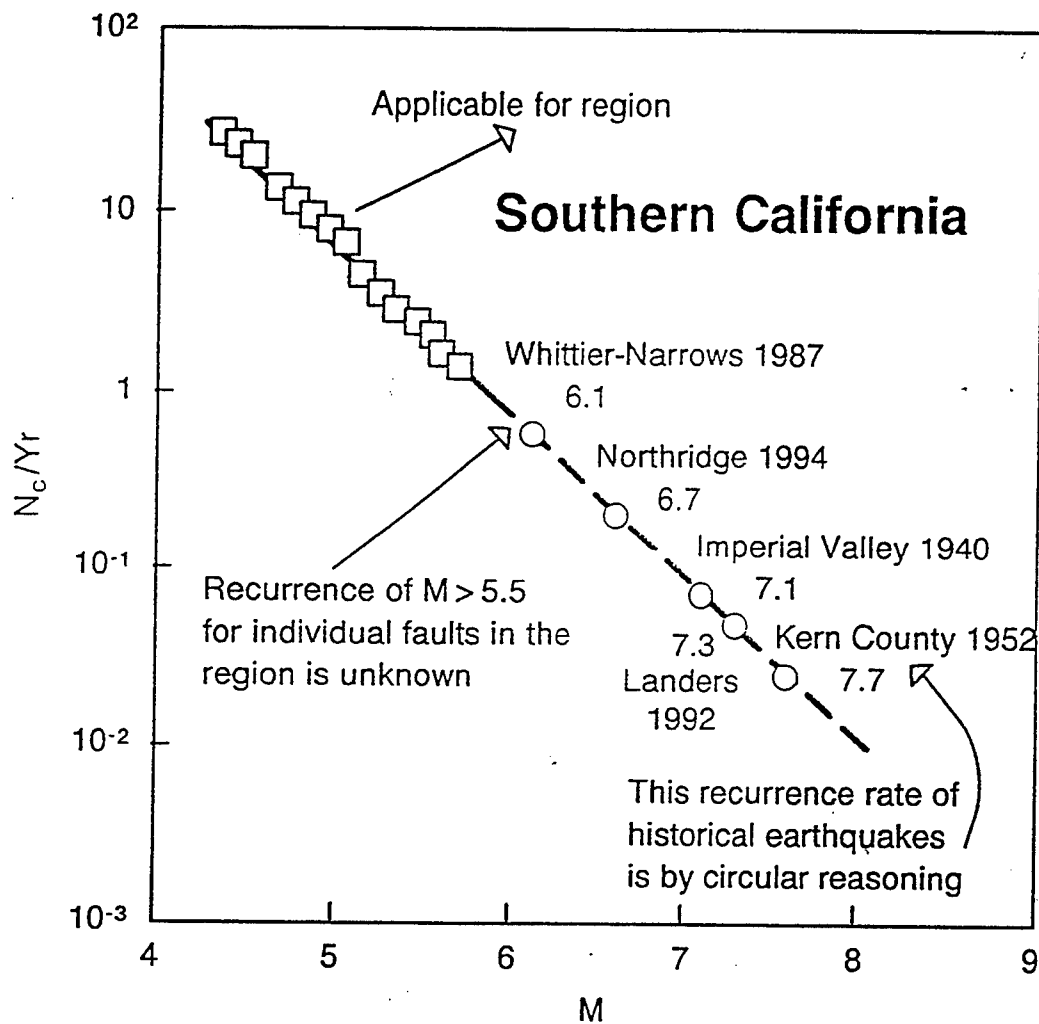 10²
Applicable for region
10
Southern California
Whittier-Narrows 1987
6.1
1
Northridge 1994
6.7
Nc/Yr
Imperial Valley 1940
7.1
10⁻¹
Recurrence of M > 5.5
for individual faults in the
region is unknown
7.3
Landers
1992
Kern County 1952
7.7
10⁻²
This recurrence rate of
historical earthquakes
is by circular reasoning
10⁻³
4 5 6 7 8 9
M